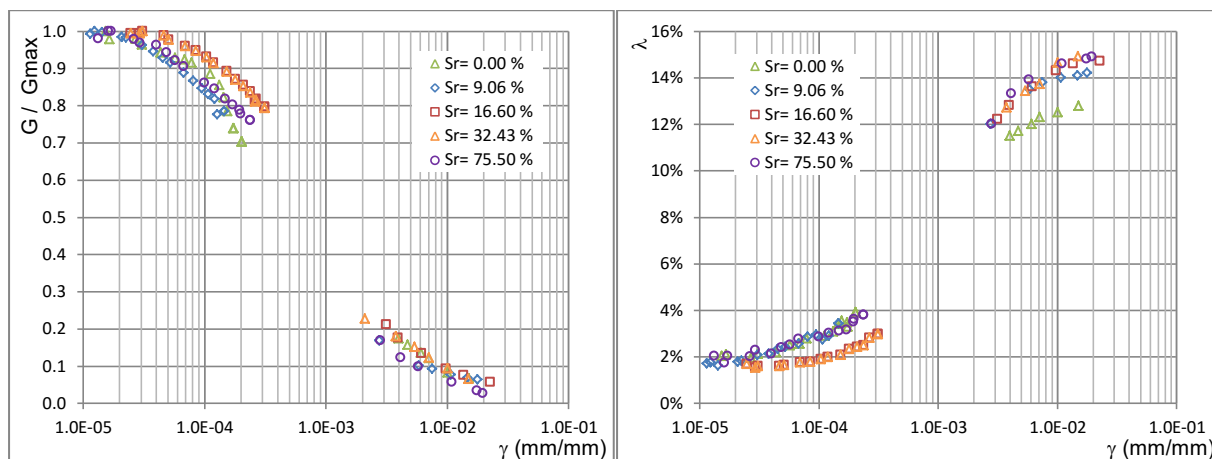 G / Gmax
1.0
0.9
0.8
0.7
0.6
0.5
0.4
0.3
0.2
0.1
0.0
Sr= 0.00 %
Sr= 9.06 %
Sr= 16.60 %
Sr= 32.43 %
Sr= 75.50 %
1.0E-05 1.0E-04 1.0E-03 1.0E-02 1.0E-01
γ (mm/mm)
λ
16%
14%
12%
10%
8%
6%
4%
2%
0%
Sr= 0.00 %
Sr= 9.06 %
Sr= 16.60 %
Sr= 32.43 %
Sr= 75.50 %
1.0E-05 1.0E-04 1.0E-03 1.0E-02 1.0E-01
γ (mm/mm)